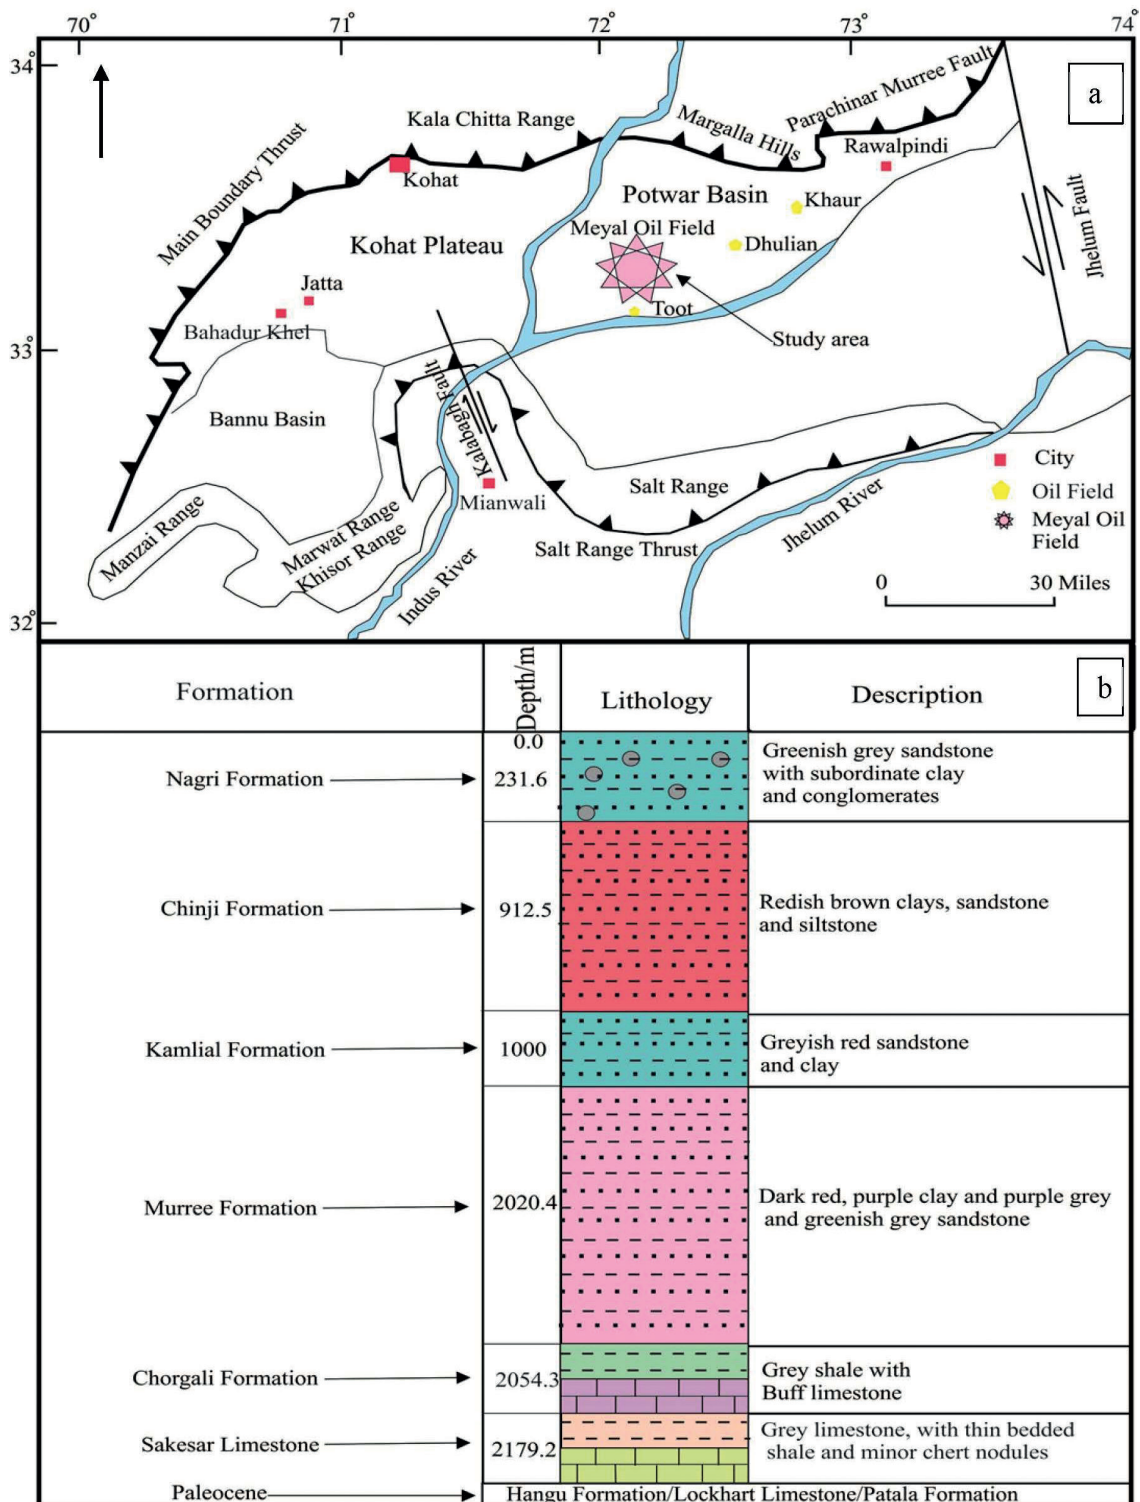 70° 71° 72° 73° 74°
34°
33°
32°
a
Parachinar Murree Fault
Kala Chitta Range
Margalla Hills
Rawalpindi
Main Boundary Thrust
Kohat
Potwar Basin
Khaur
Meyal Oil Field
Kohat Plateau
Dhulian
Jhelum Fault
Jatta
Toot
Bahadur Khel
Study area
Kalabagh Fault
Bannu Basin
City
Salt Range
Mianwali
Oil Field
Jhelum River
Meyal Oil
Field
Manzai Range
Marwat Range
Khisor Range
Salt Range Thrust
Indus River
0 30 Miles
b
Formation Depth/m Lithology Description
0.0
Nagri Formation 231.6
Greenish grey sandstone
with subordinate clay
and conglomerates
Chinji Formation 912.5
Redish brown clays, sandstone
and siltstone
Kamlial Formation 1000
Greyish red sandstone
and clay
Murree Formation 2020.4
Dark red, purple clay and purple grey
and greenish grey sandstone
Chorgali Formation 2054.3
Grey shale with
Buff limestone
Sakesar Limestone 2179.2
Grey limestone, with thin bedded
shale and minor chert nodules
Paleocene Hangu Formation/Lockhart Limestone/Patala Formation